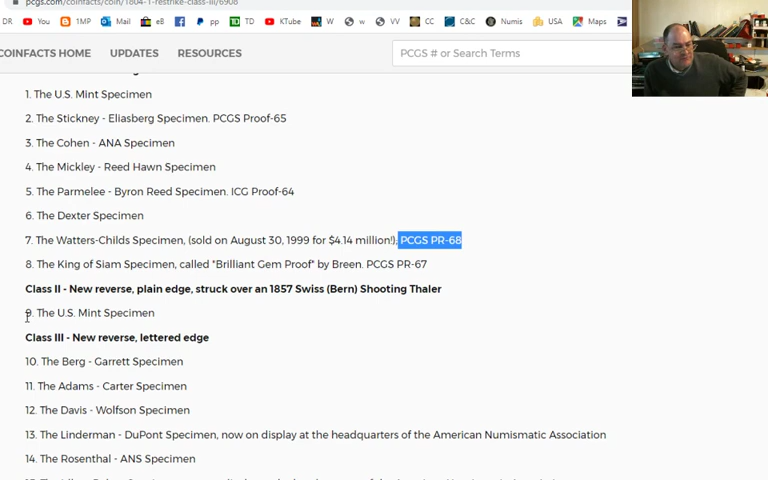 pcgs.com/coinfacts/coin/1804-1-restrike-class-iii/6908
DR YouTube 1MP Mail Bluefield TD KTube W w VV CC C&C Numis USA Maps
COINFACTS HOME UPDATES RESOURCES PCGS # or Search Terms
1. The U.S. Mint Specimen
2. The Stickney - Eliasberg Specimen. PCGS Proof-65
3. The Cohen - ANA Specimen
4. The Mickley - Reed Hawn Specimen
5. The Parmelee - Byron Reed Specimen. ICG Proof-64
6. The Dexter Specimen
7. The Watters-Childs Specimen, (sold on August 30, 1999 for $4.14 million!); PCGS PR-68
8. The King of Siam Specimen, called "Brilliant Gem Proof" by Breen. PCGS PR-67
Class II - New reverse, plain edge, struck over an 1857 Swiss (Bern) Shooting Thaler
9. The U.S. Mint Specimen
Class III - New reverse, lettered edge
10. The Berg - Garrett Specimen
11. The Adams - Carter Specimen
12. The Davis - Wolfson Specimen
13. The Linderman - DuPont Specimen, now on display at the headquarters of the American Numismatic Association
14. The Rosenthal - ANS Specimen